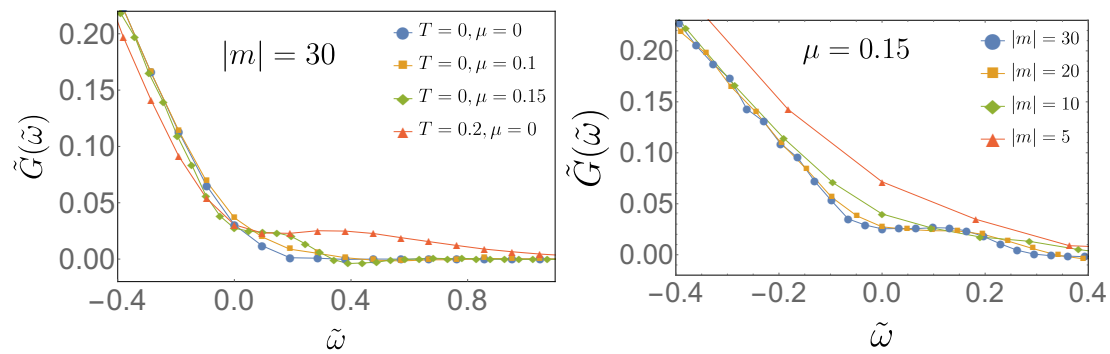 |m| = 30
T = 0, μ = 0
T = 0, μ = 0.1
T = 0, μ = 0.15
T = 0.2, μ = 0
0.20
0.15
0.10
0.05
0.00
G̃(ω̃)
−0.4
0.0
0.4
0.8
ω̃
μ = 0.15
|m| = 30
|m| = 20
|m| = 10
|m| = 5
0.20
0.15
0.10
0.05
0.00
G̃(ω̃)
−0.4
−0.2
0.0
0.2
0.4
ω̃